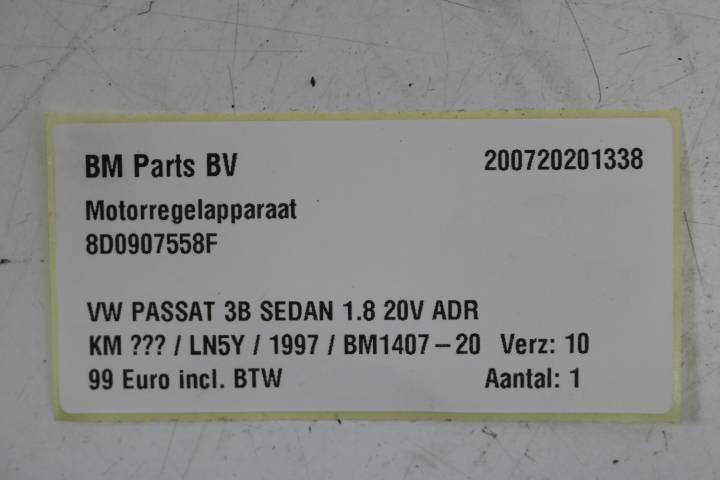 BM Parts BV 200720201338
Motorregelapparaat
8D0907558F
VW PASSAT 3B SEDAN 1.8 20V ADR
KM ??? / LN5Y / 1997 / BM1407-20 Verz: 10
99 Euro incl. BTW Aantal: 1